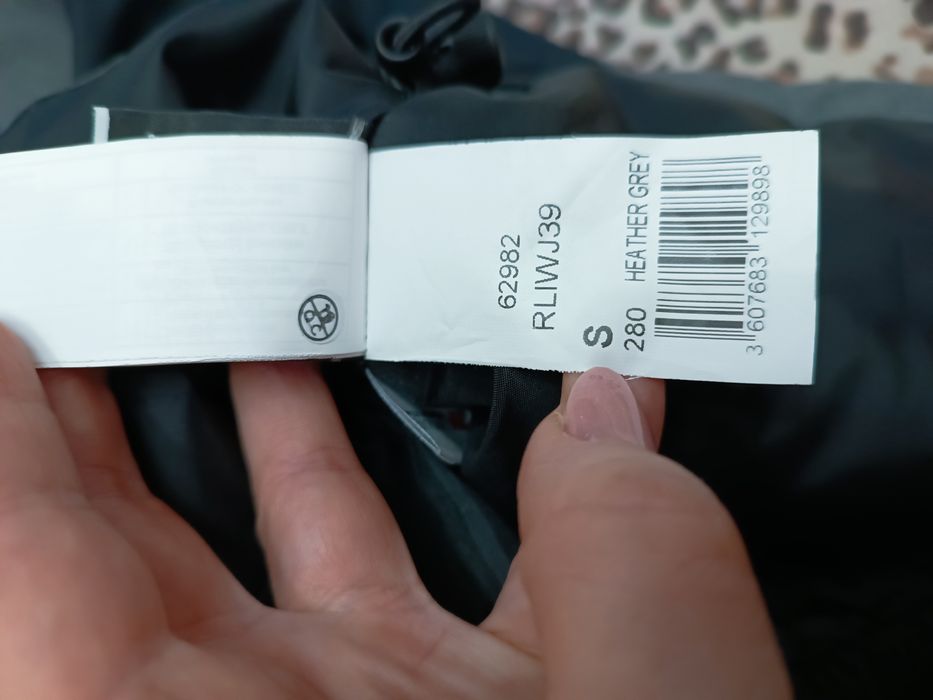 62982
RLIWJ39
S
280 HEATHER GREY
3 607683 129898